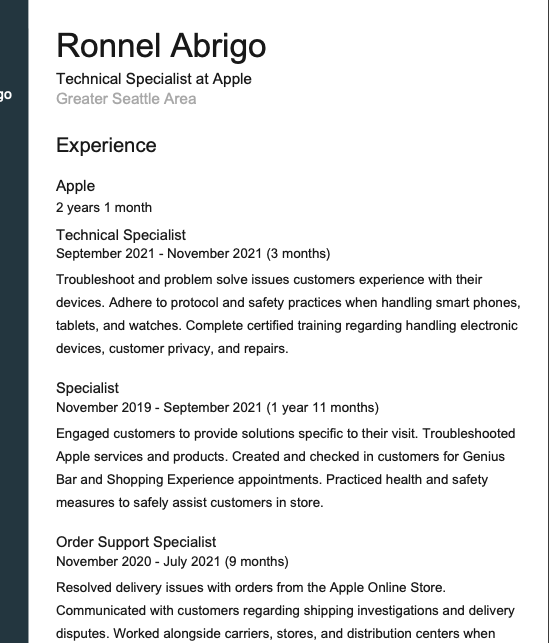 Ronnel Abrigo
Technical Specialist at Apple
Greater Seattle Area
go
Experience
Apple
2 years 1 month
Technical Specialist
September 2021 - November 2021 (3 months)
Troubleshoot and problem solve issues customers experience with their
devices. Adhere to protocol and safety practices when handling smart phones,
tablets, and watches. Complete certified training regarding handling electronic
devices, customer privacy, and repairs.
Specialist
November 2019 - September 2021 (1 year 11 months)
Engaged customers to provide solutions specific to their visit. Troubleshooted
Apple services and products. Created and checked in customers for Genius
Bar and Shopping Experience appointments. Practiced health and safety
measures to safely assist customers in store.
Order Support Specialist
November 2020 - July 2021 (9 months)
Resolved delivery issues with orders from the Apple Online Store.
Communicated with customers regarding shipping investigations and delivery
disputes. Worked alongside carriers, stores, and distribution centers when